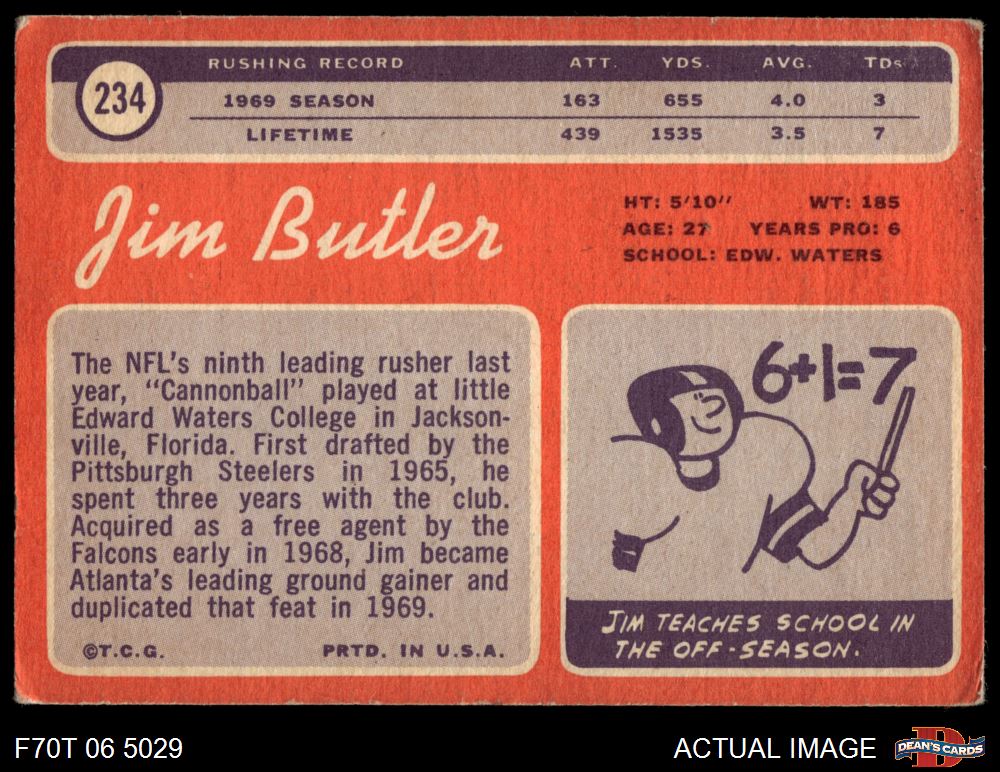 RUSHING RECORD ATT. YDS. AVG. TDs
234
1969 SEASON 163 655 4.0 3
LIFETIME 439 1535 3.5 7
Jim Butler
HT: 5'10" WT: 185
AGE: 27 YEARS PRO: 6
SCHOOL: EDW. WATERS
The NFL's ninth leading rusher last
year, "Cannonball" played at little
Edward Waters College in Jackson-
ville, Florida. First drafted by the
Pittsburgh Steelers in 1965, he
spent three years with the club.
Acquired as a free agent by the
Falcons early in 1968, Jim became
Atlanta's leading ground gainer and
duplicated that feat in 1969.
©T.C.G. PRTD. IN U.S.A.
6+1=7
JIM TEACHES SCHOOL IN
THE OFF-SEASON.
F70T 06 5029 ACTUAL IMAGE
D
DEAN'S CARDS